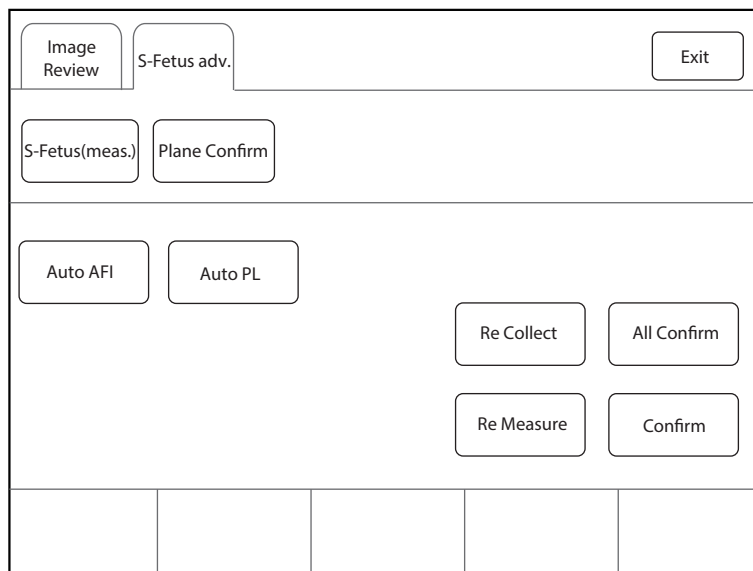 Image
Review
S-Fetus adv.
Exit
S-Fetus(meas.)
Plane Confirm
Auto AFI
Auto PL
Re Collect
All Confirm
Re Measure
Confirm